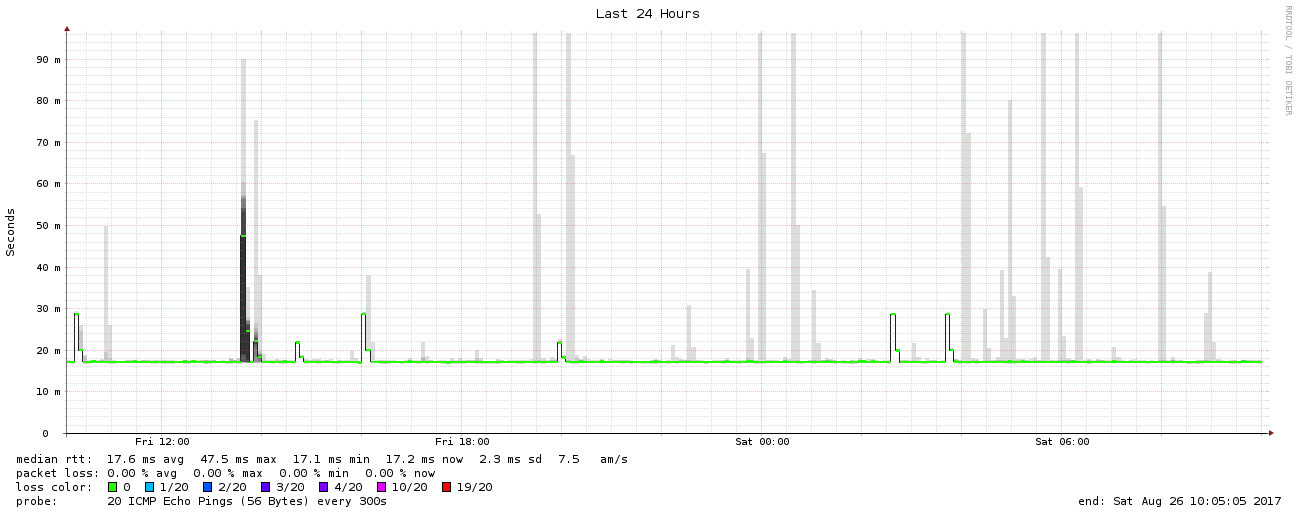 Last 24 Hours
RRDTOOL / TOBI OETIKER
Seconds
90 m
80 m
70 m
60 m
50 m
40 m
30 m
20 m
10 m
0
Fri 12:00 Fri 18:00 Sat 00:00 Sat 06:00
median rtt: 17.6 ms avg 47.5 ms max 17.1 ms min 17.2 ms now 2.3 ms sd 7.5 am/s
packet loss: 0.00 % avg 0.00 % max 0.00 % min 0.00 % now
loss color: 0 1/20 2/20 3/20 4/20 10/20 19/20
probe: 20 ICMP Echo Pings (56 Bytes) every 300s end: Sat Aug 26 10:05:05 2017